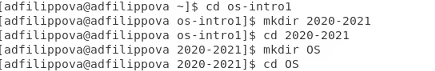 [adfilippova@adfilippova ~]$ cd os-intro1
[adfilippova@adfilippova os-intro1]$ mkdir 2020-2021
[adfilippova@adfilippova os-intro1]$ cd 2020-2021
[adfilippova@adfilippova 2020-2021]$ mkdir OS
[adfilippova@adfilippova 2020-2021]$ cd OS